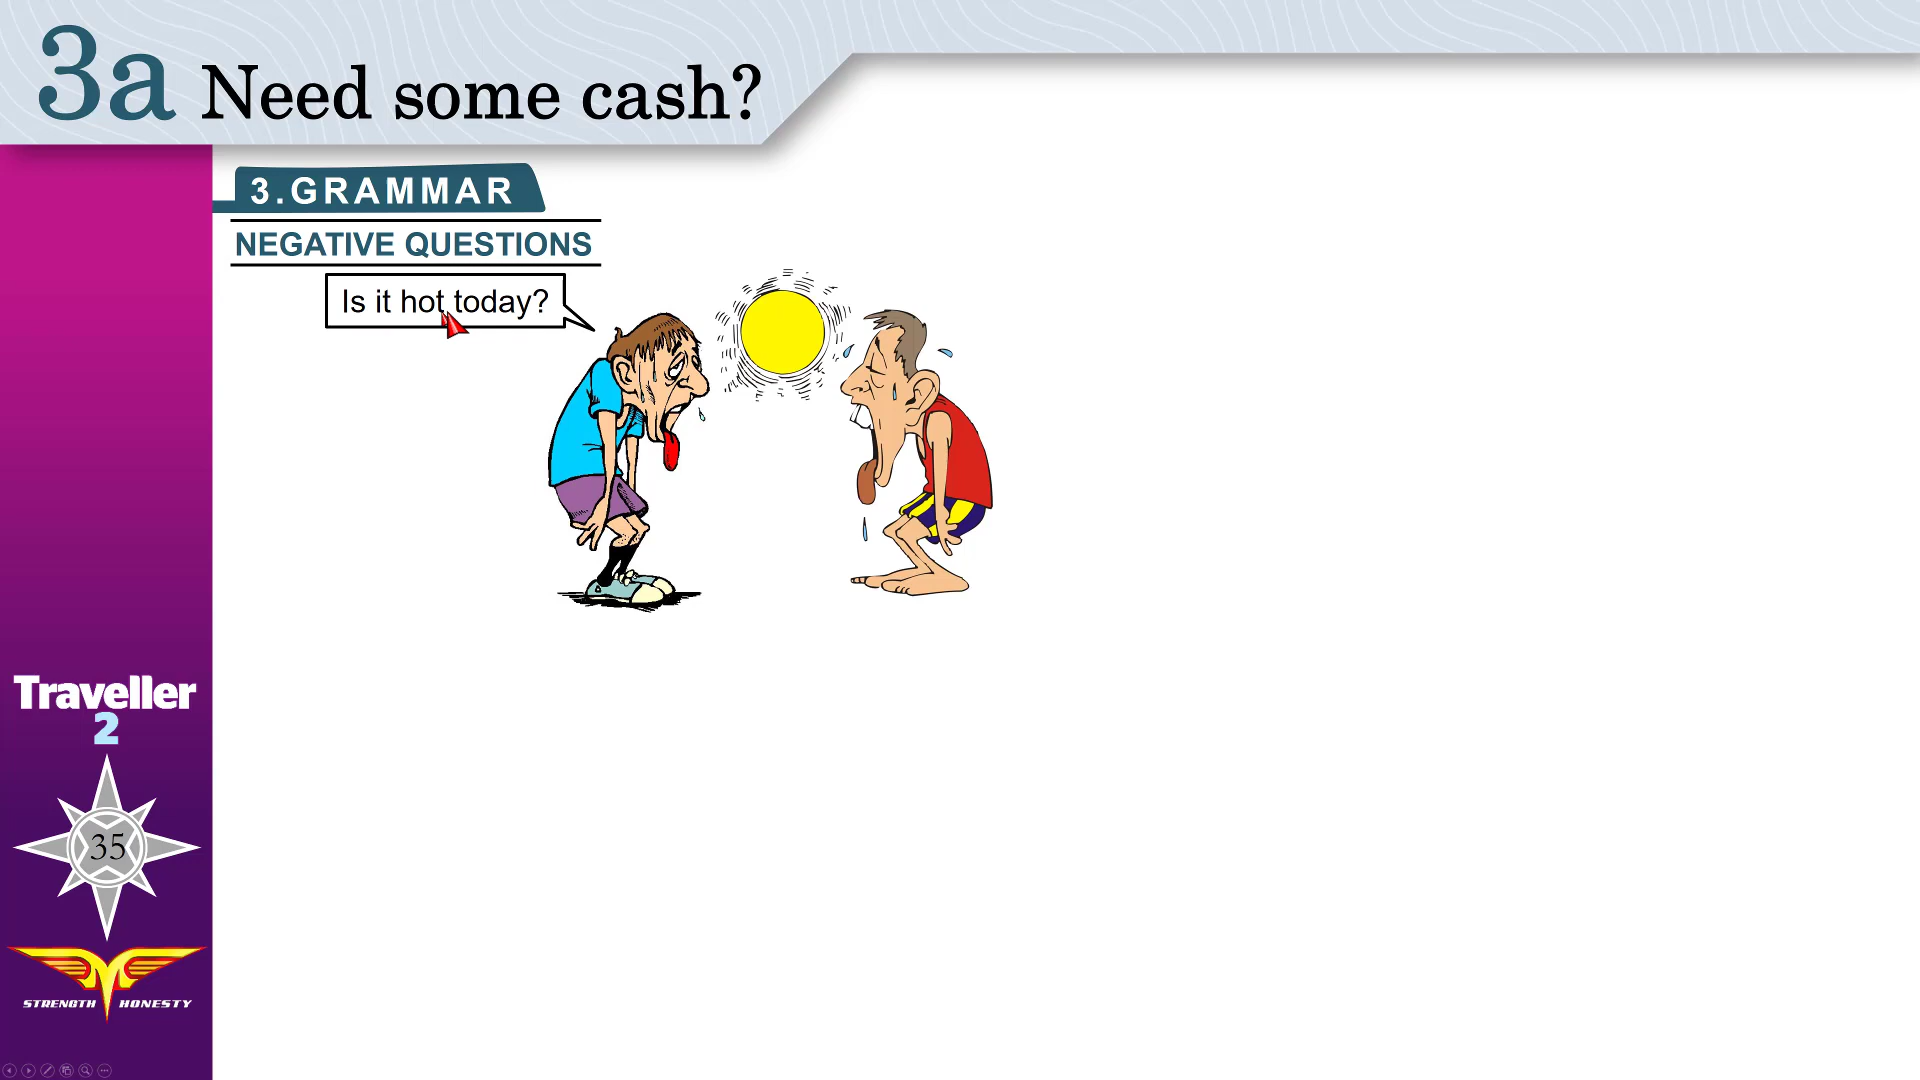 3a Need some cash?
3.GRAMMAR
NEGATIVE QUESTIONS
Is it hot today?
Traveller
2
35
STRENGTH HONESTY